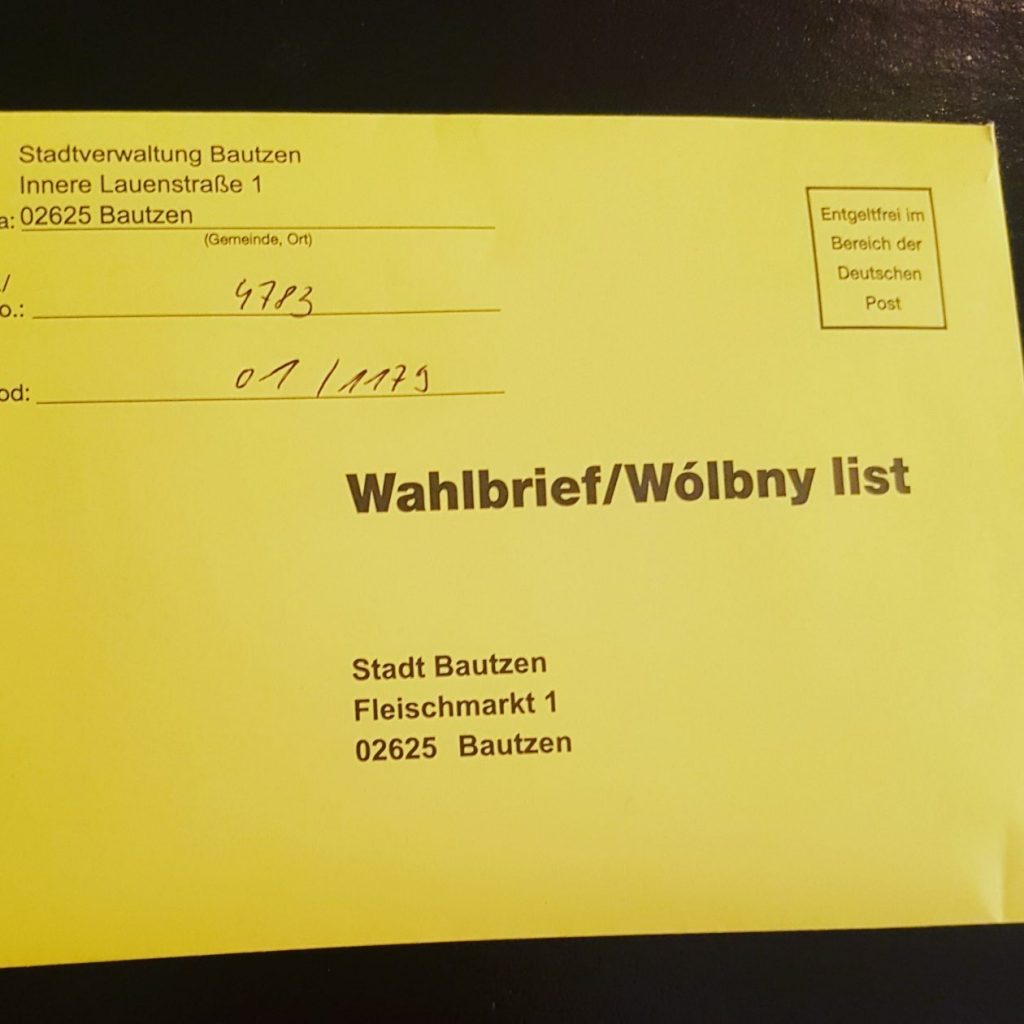 Stadtverwaltung Bautzen
Innere Lauenstraße 1
a: 02625 Bautzen
(Gemeinde, Ort)
/
o.: 4783
od: 01 / 1179
Entgeltfrei im
Bereich der
Deutschen
Post
Wahlbrief/Wólbny list
Stadt Bautzen
Fleischmarkt 1
02625 Bautzen